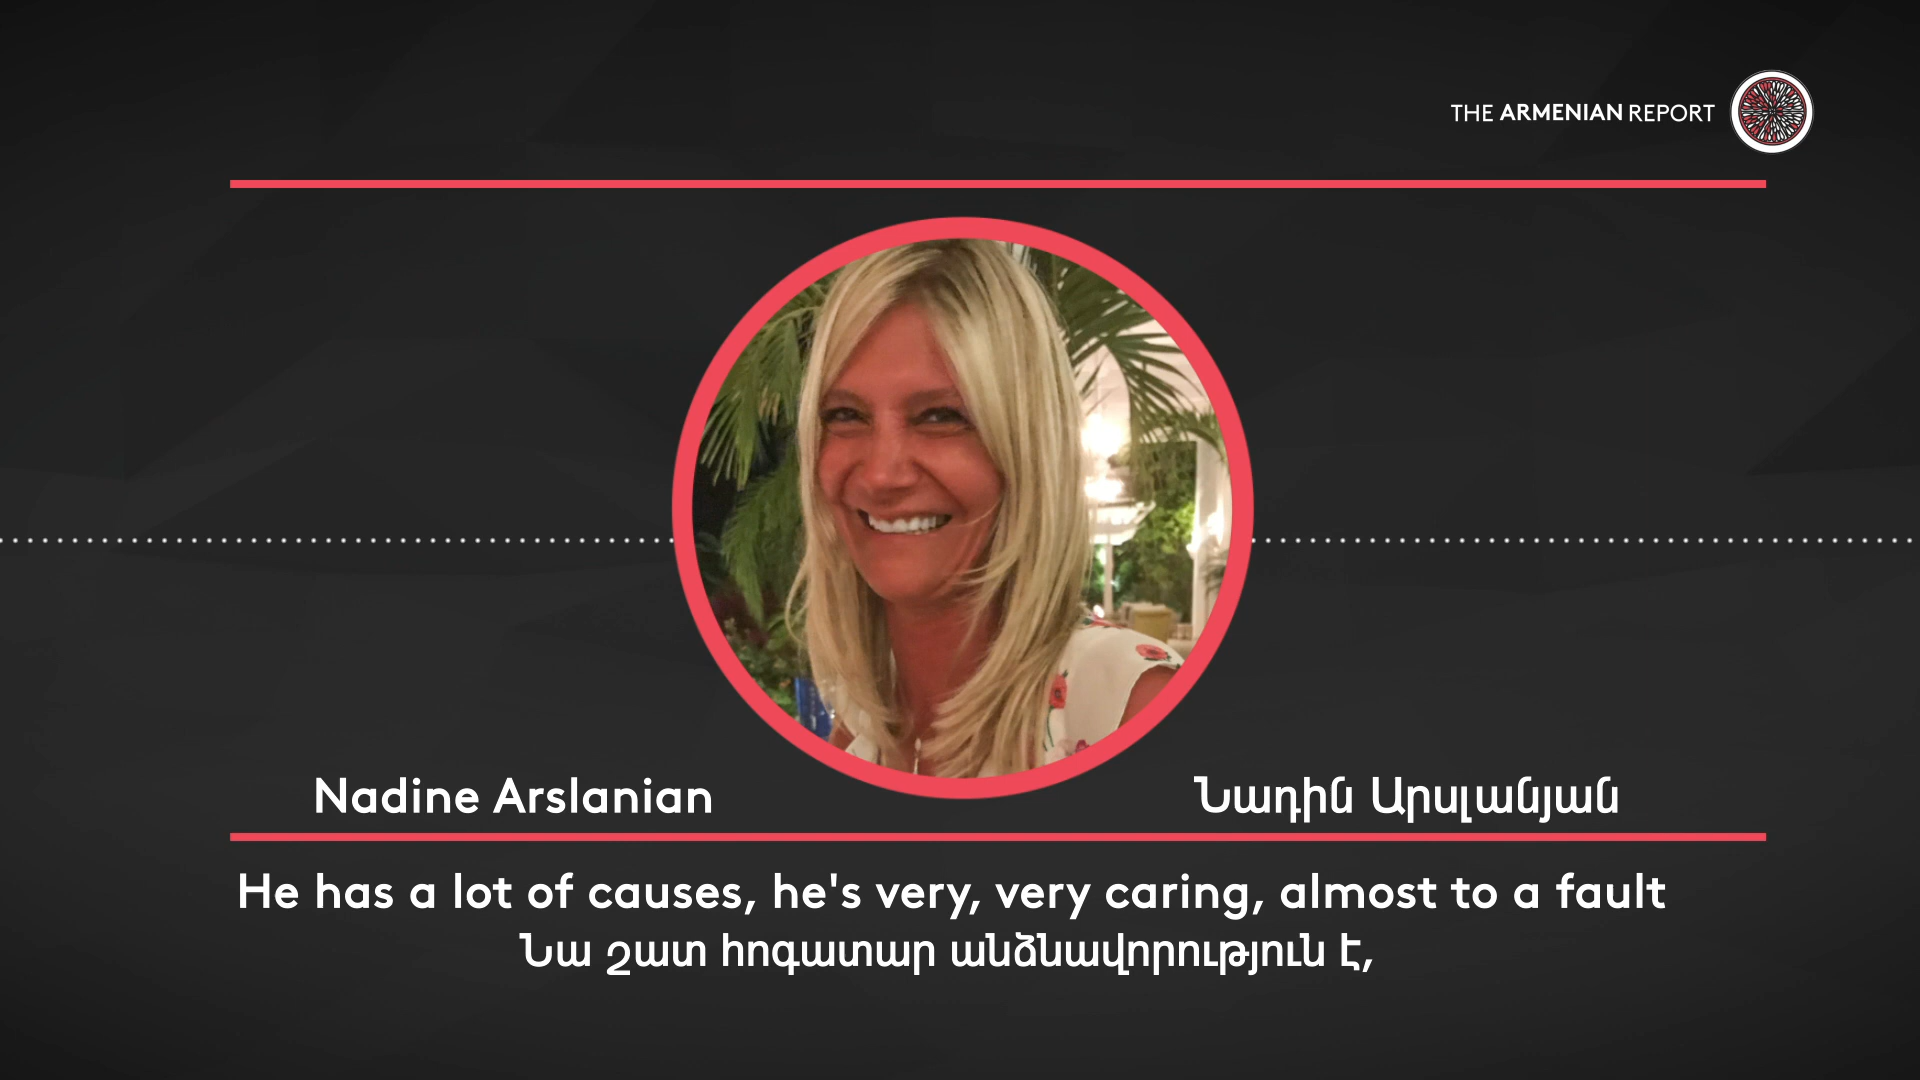 THE ARMENIAN REPORT
Nadine Arslanian
Նադին Արսլանյան
He has a lot of causes, he's very, very caring, almost to a fault
Նա շատ հոգատար անձնավորություն է,